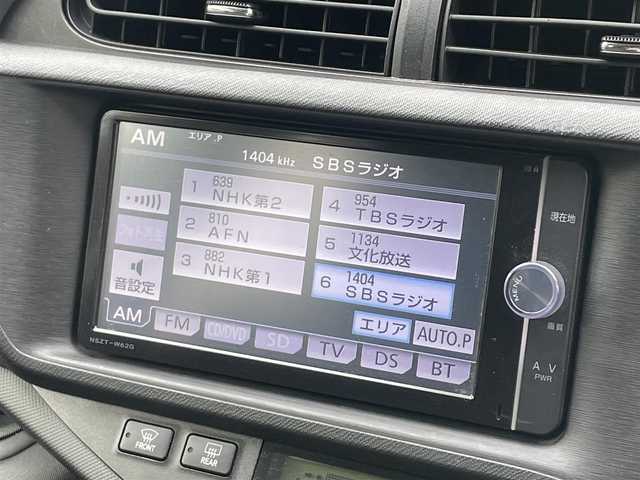 AM エリア.P
1404 kHz SBSラジオ
1 639 NHK第2
2 810 AFN
3 882 NHK第1
4 954 TBSラジオ
5 1134 文化放送
6 1404 SBSラジオ
音設定
エリア AUTO.P
AM FM CD/DVD SD TV DS BT
NSZT-W62G
現在地
MENU
画質
∧ ∨
PWR
FRONT
REAR